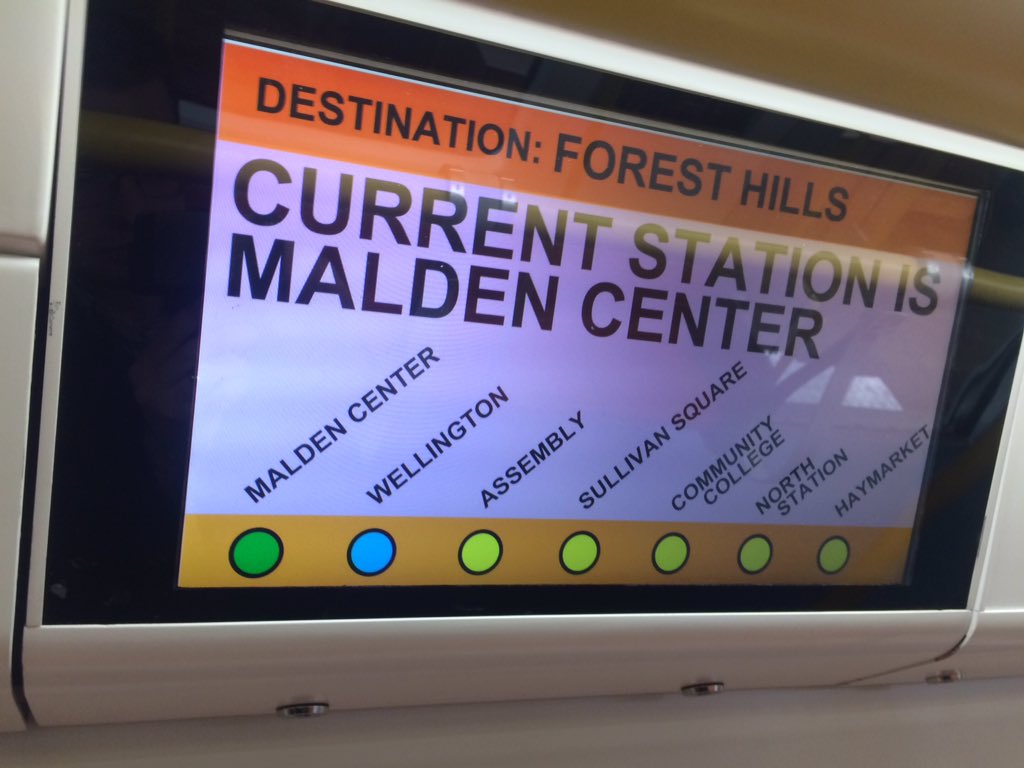 DESTINATION: FOREST HILLS
CURRENT STATION IS
MALDEN CENTER
MALDEN CENTER
WELLINGTON
ASSEMBLY
SULLIVAN SQUARE
COMMUNITY
COLLEGE
NORTH
STATION
HAYMARKET